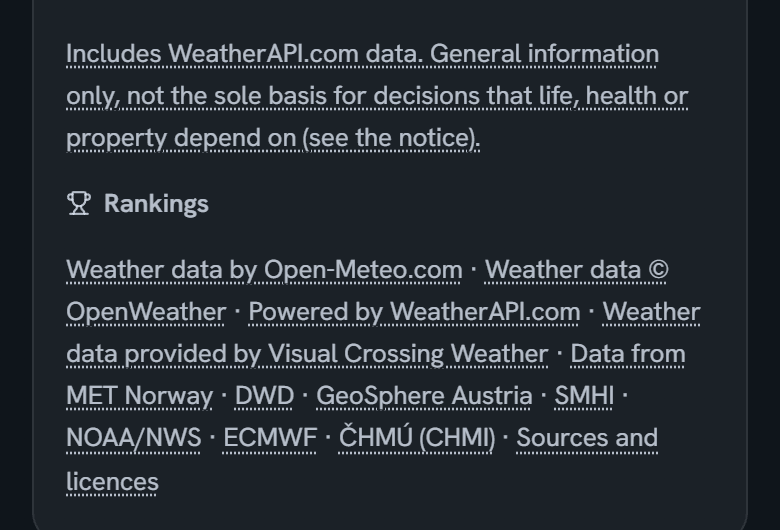 Includes WeatherAPI.com data. General information
only, not the sole basis for decisions that life, health or
property depend on (see the notice).
Rankings
Weather data by Open-Meteo.com · Weather data ©
OpenWeather · Powered by WeatherAPI.com · Weather
data provided by Visual Crossing Weather · Data from
MET Norway · DWD · GeoSphere Austria · SMHI ·
NOAA/NWS · ECMWF · ČHMÚ (CHMI) · Sources and
licences